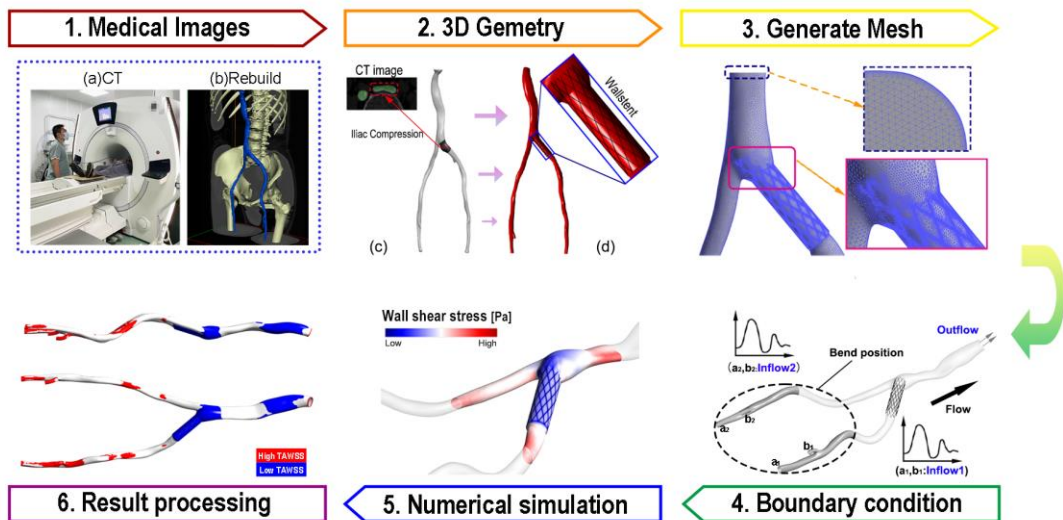 1. Medical Images
2. 3D Gemetry
3. Generate Mesh
(a)CT
(b)Rebuild
CT image
Iliac Compression
Wallstent
(c)
(d)
Wall shear stress [Pa]
Low
High
High TAWSS
Low TAWSS
(a₂,b₂:Inflow2)
Bend position
Outflow
Flow
a₂
b₂
b₁
a₁
(a₁,b₁:Inflow1)
6. Result processing
5. Numerical simulation
4. Boundary condition